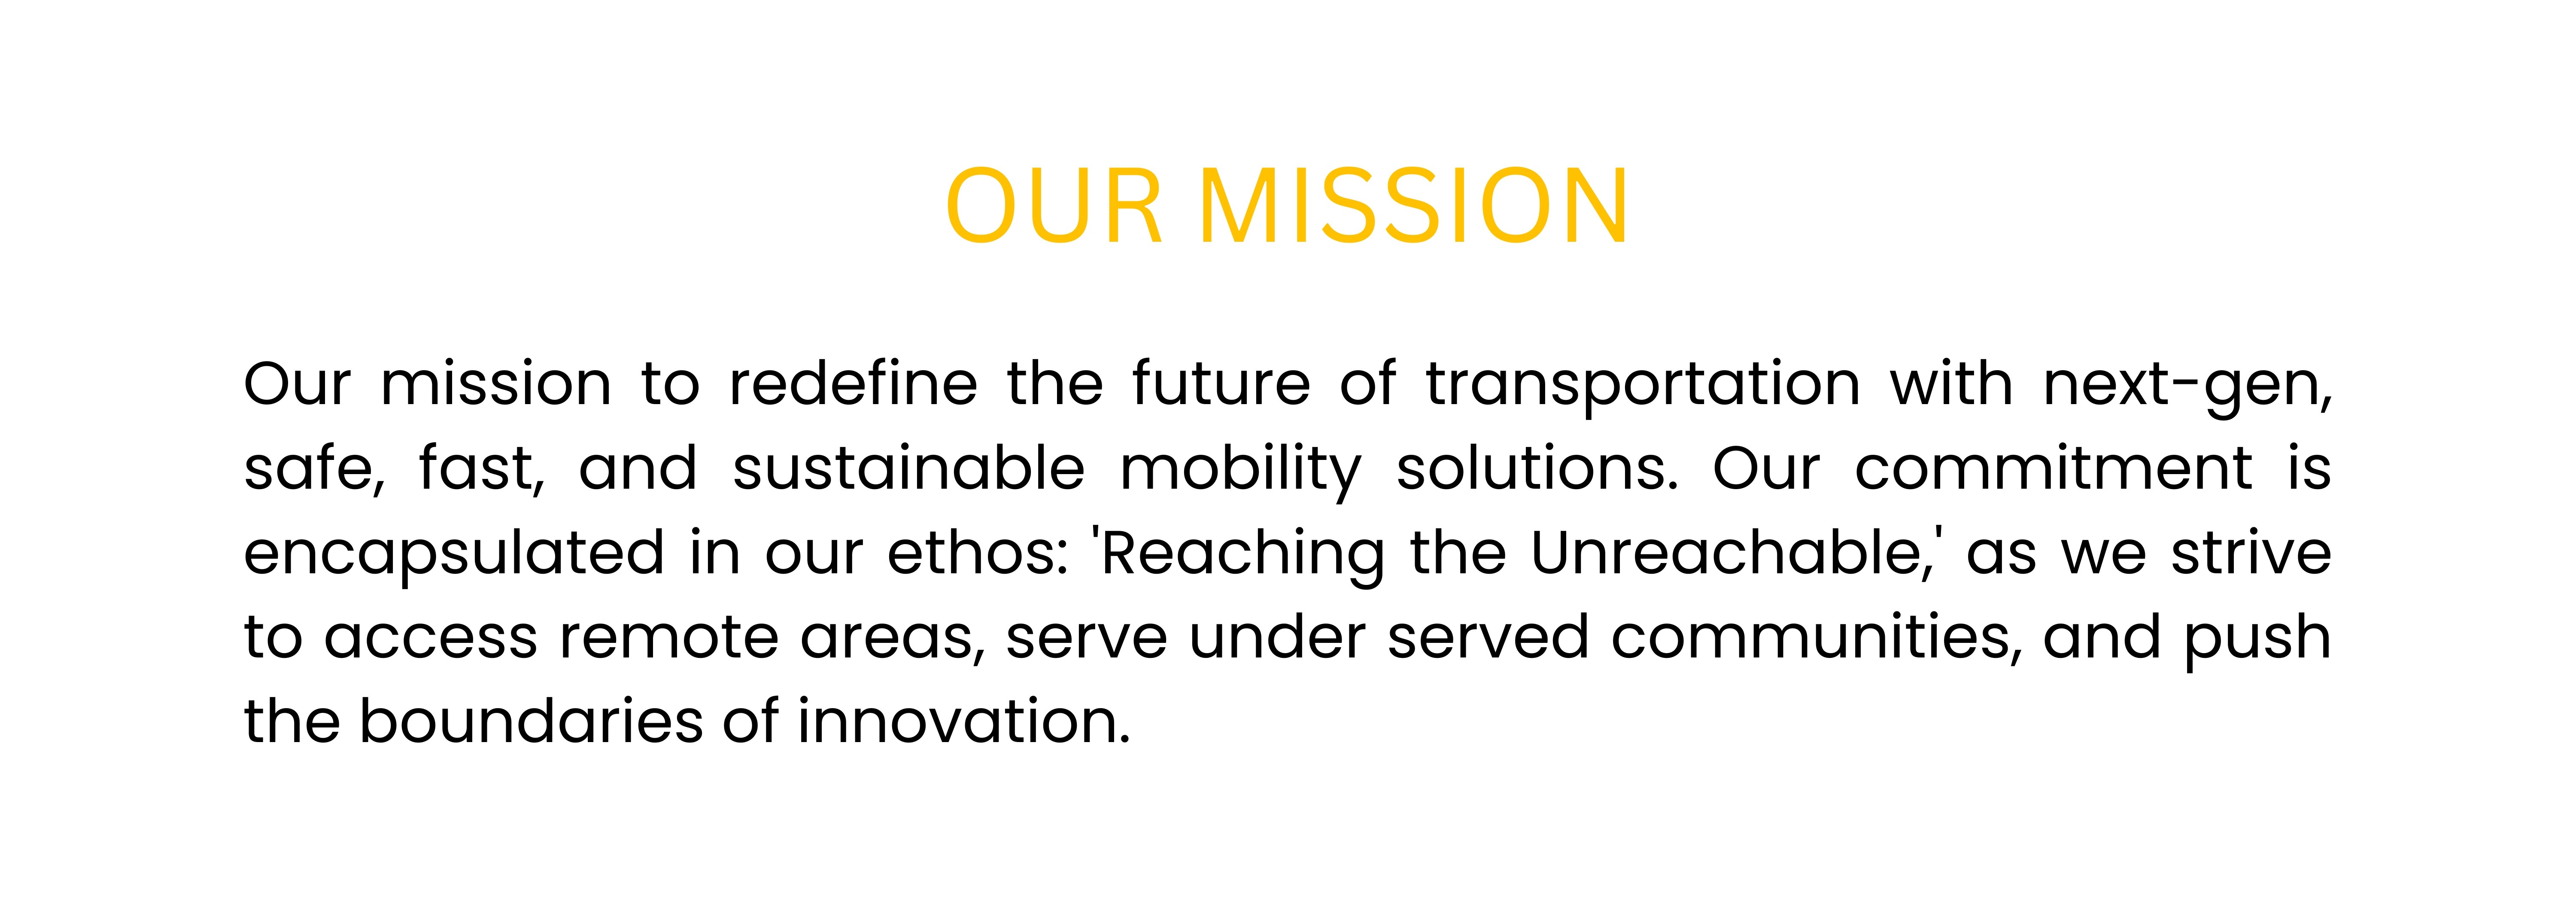 OUR MISSION
Our mission to redefine the future of transportation with next-gen,
safe, fast, and sustainable mobility solutions. Our commitment is
encapsulated in our ethos: 'Reaching the Unreachable,' as we strive
to access remote areas, serve under served communities, and push
the boundaries of innovation.